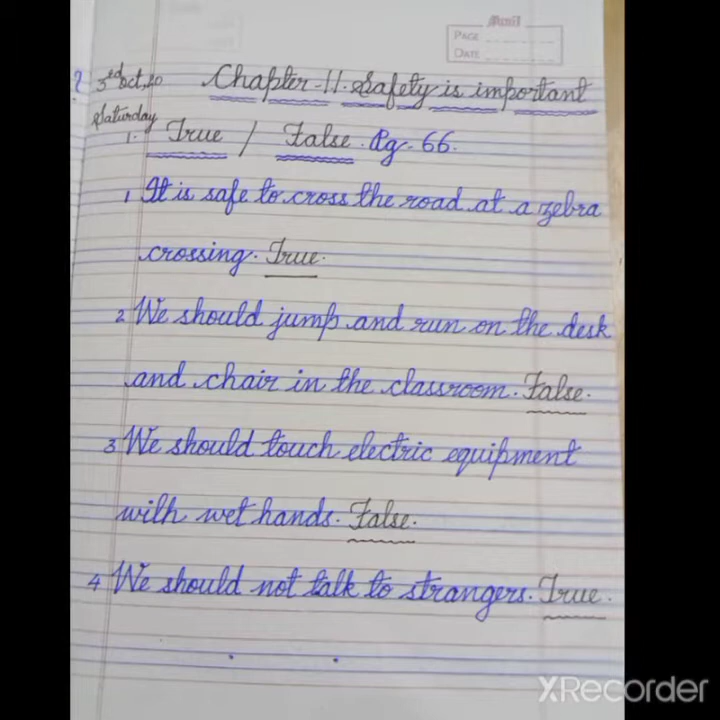 Mail
PAGE
DATE
3rd Oct, 20 Chapter-11. Safety is important
Saturday
1. True / False. Pg- 66.
1 It is safe to cross the road at a zebra
crossing. True.
2 We should jump and run on the desk
and chair in the classroom. False.
3 We should touch electric equipment
with wet hands. False.
4 We should not talk to strangers. True.
XRecorder